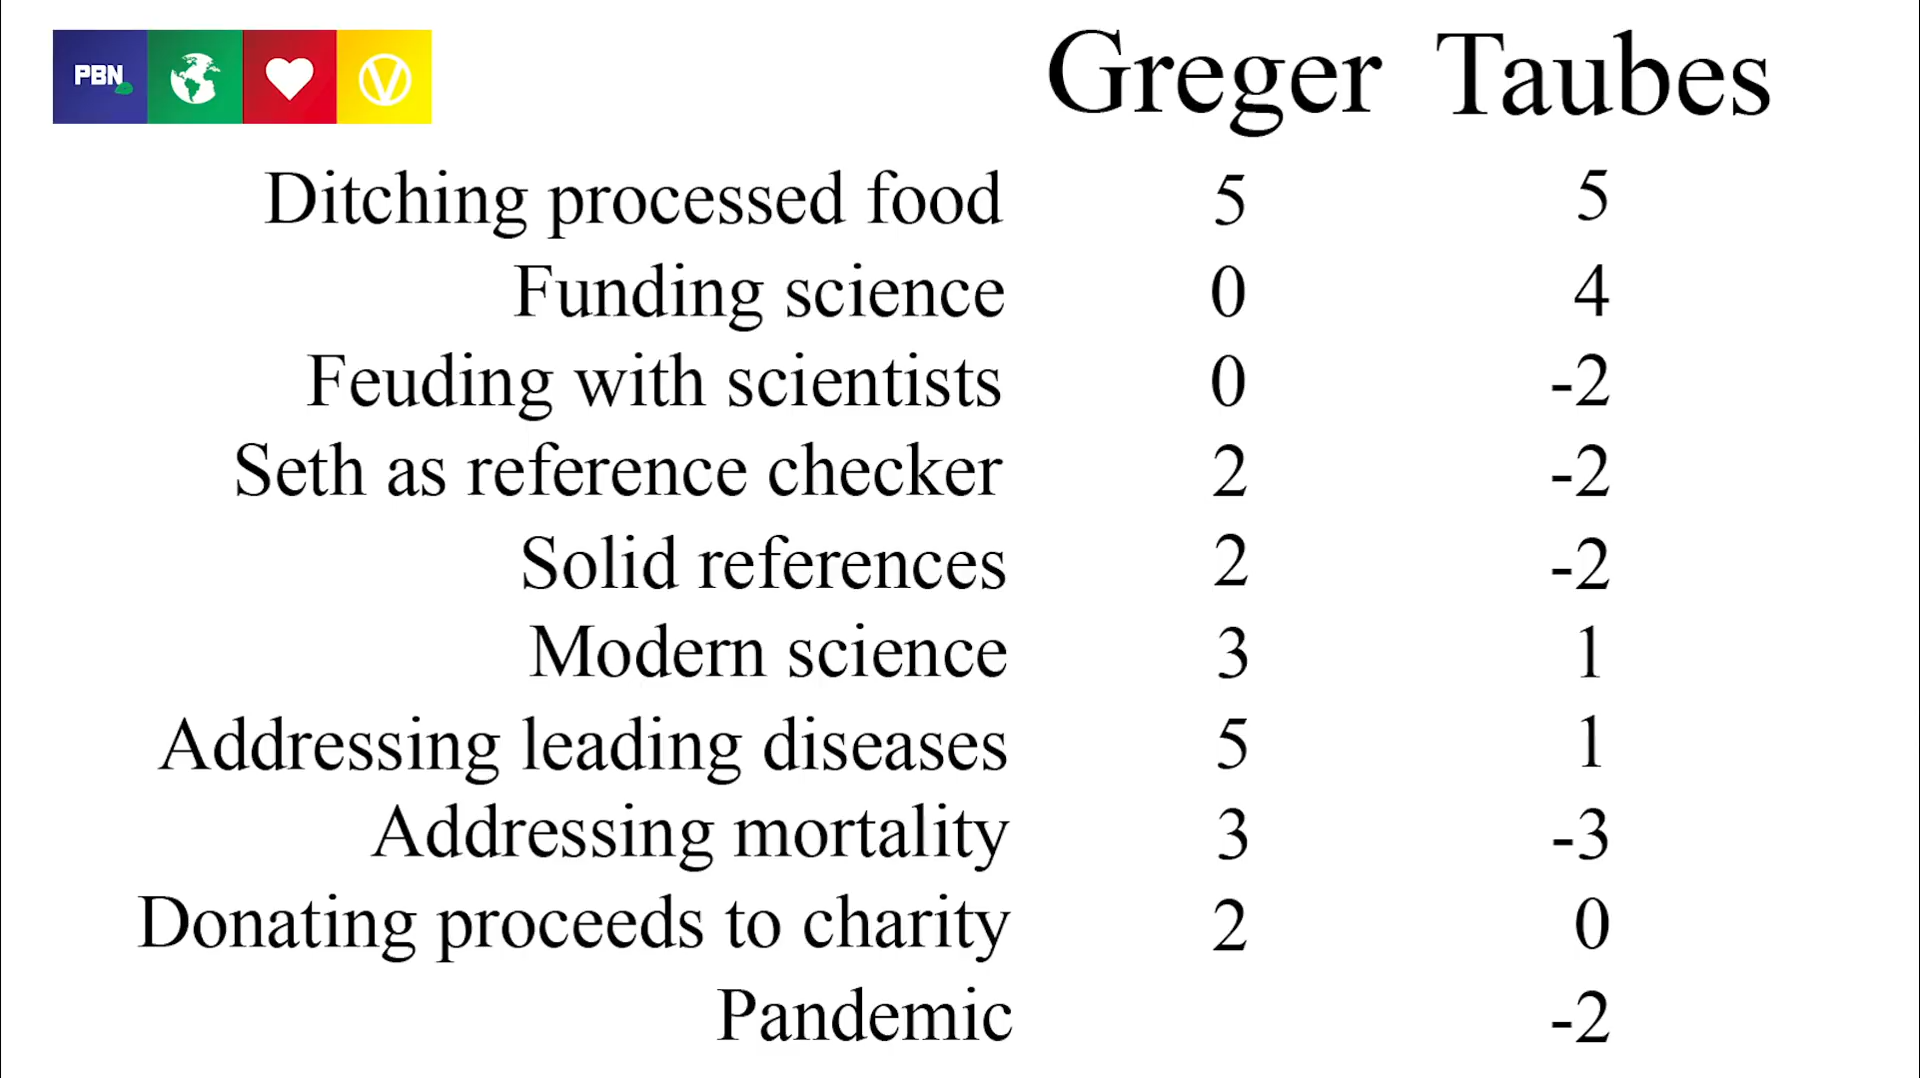 PBN
Greger Taubes
Ditching processed food 5 5
Funding science 0 4
Feuding with scientists 0 -2
Seth as reference checker 2 -2
Solid references 2 -2
Modern science 3 1
Addressing leading diseases 5 1
Addressing mortality 3 -3
Donating proceeds to charity 2 0
Pandemic -2